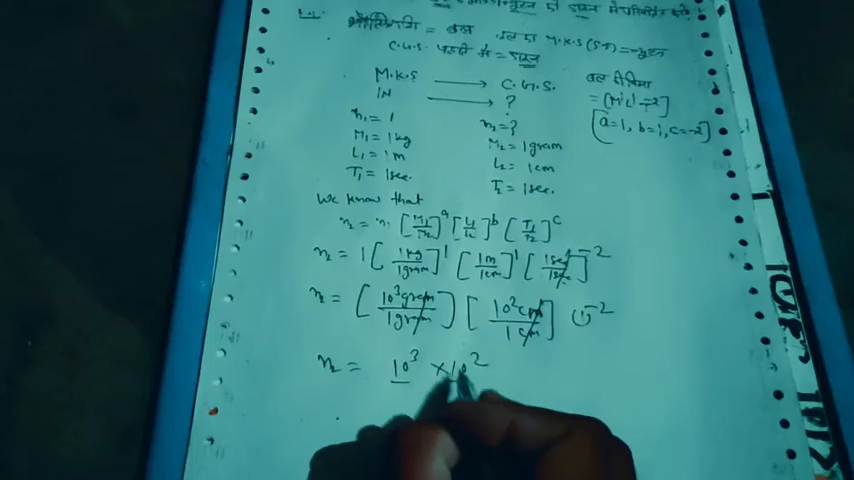 न्यूटन को डाइन में परिवर्तित करो
= बल बल का M.K.S (S.I) = न्यूटन
C.G.S. पद्धति में = डाइन
M.K.S ⟶ C.G.S. बल की विमा
1N ⟶ ? = [M¹L¹T⁻²]
n₁ = 1 n₂ = ? [a=1, b=1, c=-2]
M₁ = 1kg M₂ = 1gram
L₁ = 1m L₂ = 1cm
T₁ = 1sec. T₂ = 1sec.
We know that
n₂ = n₁ [M₁/M₂]ᵃ [L₁/L₂]ᵇ [T₁/T₂]ᶜ
n₂ = 1 [1kg/1gram]¹ [1m/1cm]¹ [1sec/1sec]⁻²
n₂ = [10³gram/1gram] [10²cm/1cm] (1)⁻²
n₂ = 10³ × 10²